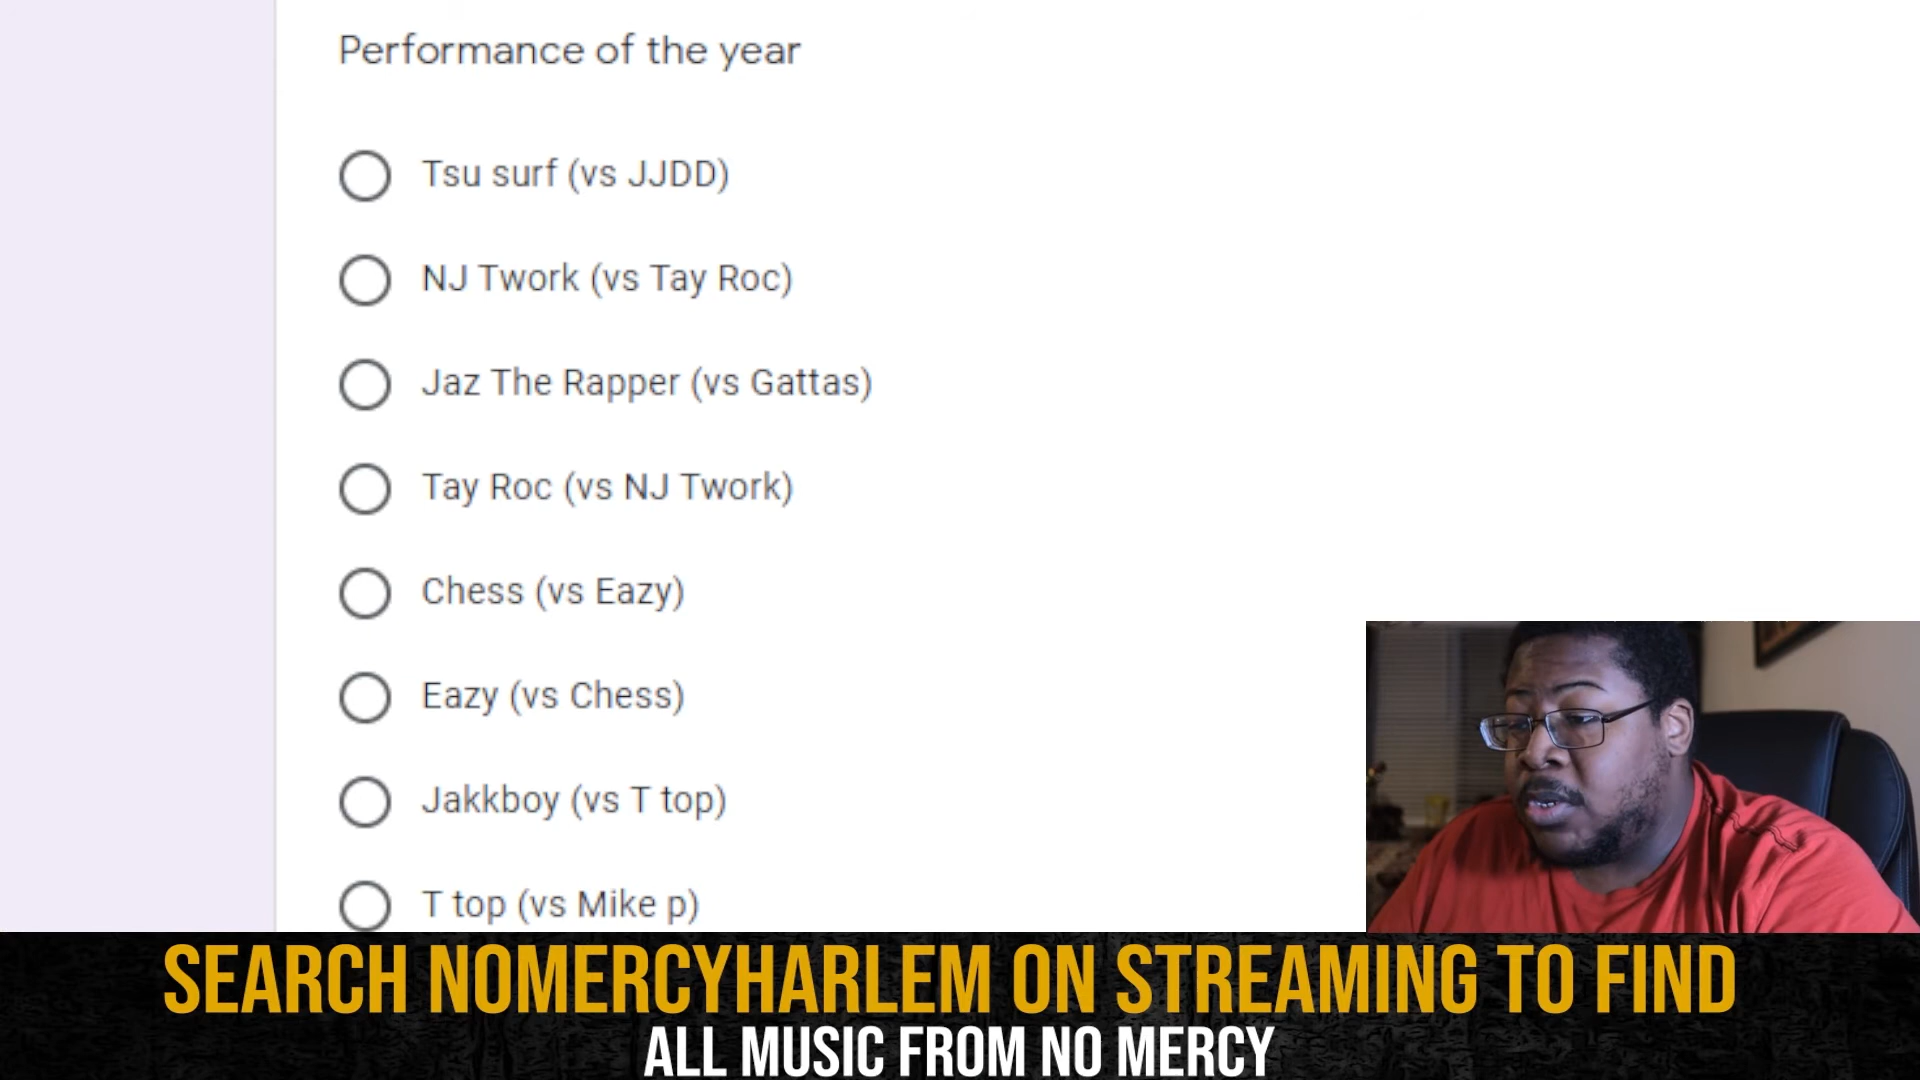 Performance of the year
Tsu surf (vs JJDD)
NJ Twork (vs Tay Roc)
Jaz The Rapper (vs Gattas)
Tay Roc (vs NJ Twork)
Chess (vs Eazy)
Eazy (vs Chess)
Jakkboy (vs T top)
T top (vs Mike p)
SEARCH NOMERCYHARLEM ON STREAMING TO FIND
ALL MUSIC FROM NO MERCY